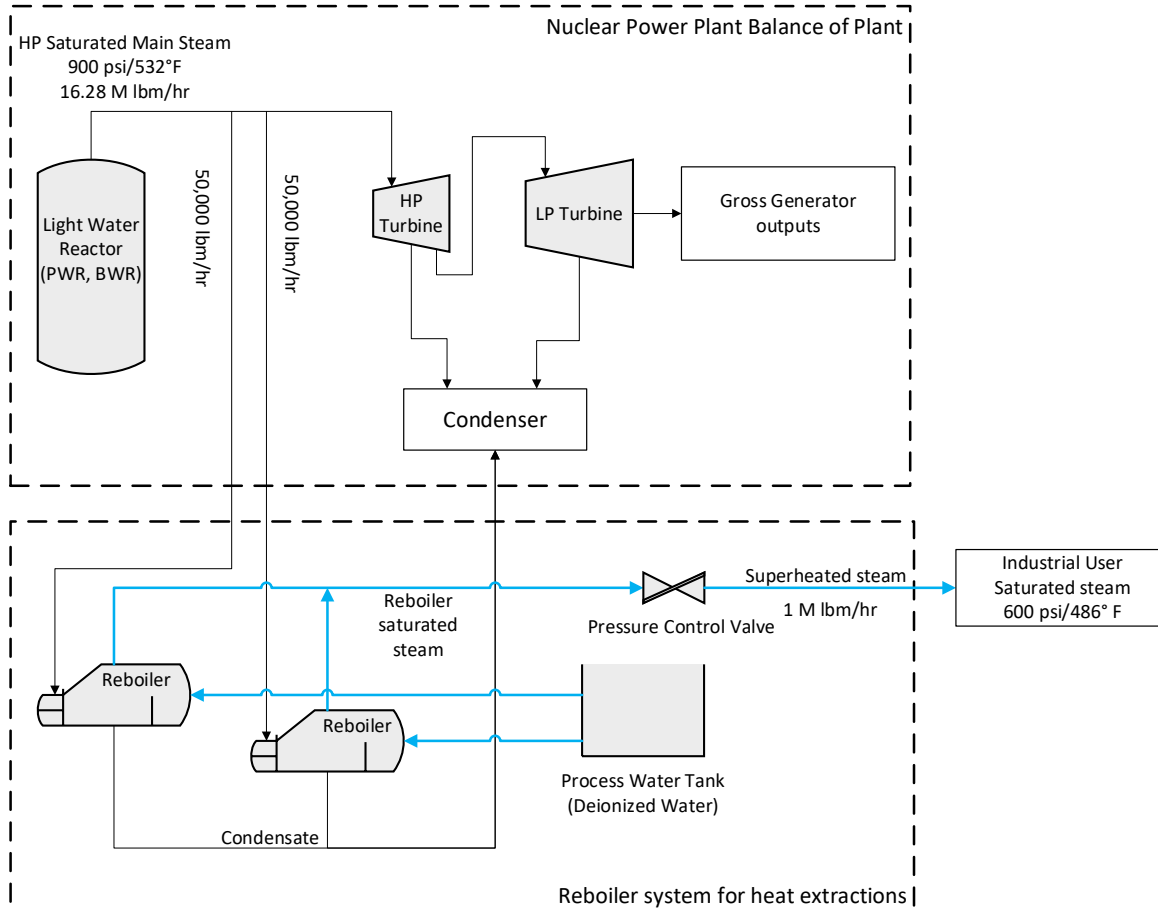 Nuclear Power Plant Balance of Plant
HP Saturated Main Steam
900 psi/532°F
16.28 M lbm/hr
Light Water
Reactor
(PWR, BWR)
50,000 lbm/hr
50,000 lbm/hr
HP
Turbine
LP Turbine
Gross Generator
outputs
Condenser
Reboiler
saturated
steam
Pressure Control Valve
Superheated steam
1 M lbm/hr
Industrial User
Saturated steam
600 psi/486° F
Reboiler
Reboiler
Process Water Tank
(Deionized Water)
Condensate
Reboiler system for heat extractions